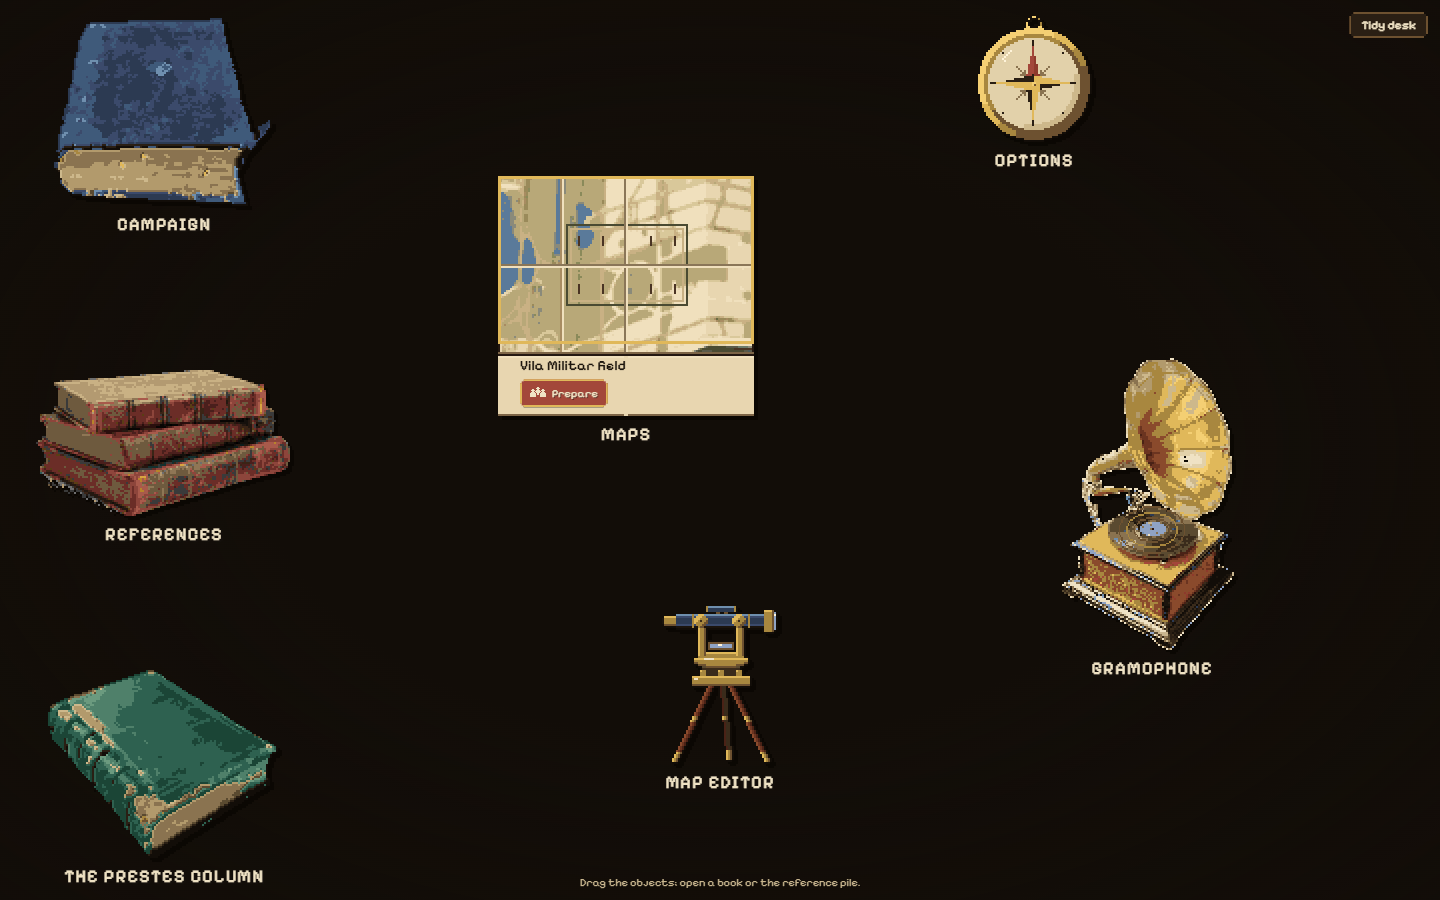 Tidy desk
OPTIONS
CAMPAIGN
Vila Militar field
Prepare
MAPS
REFERENCES
GRAMOPHONE
MAP EDITOR
THE PRESTES COLUMN
Drag the objects; open a book or the reference pile.